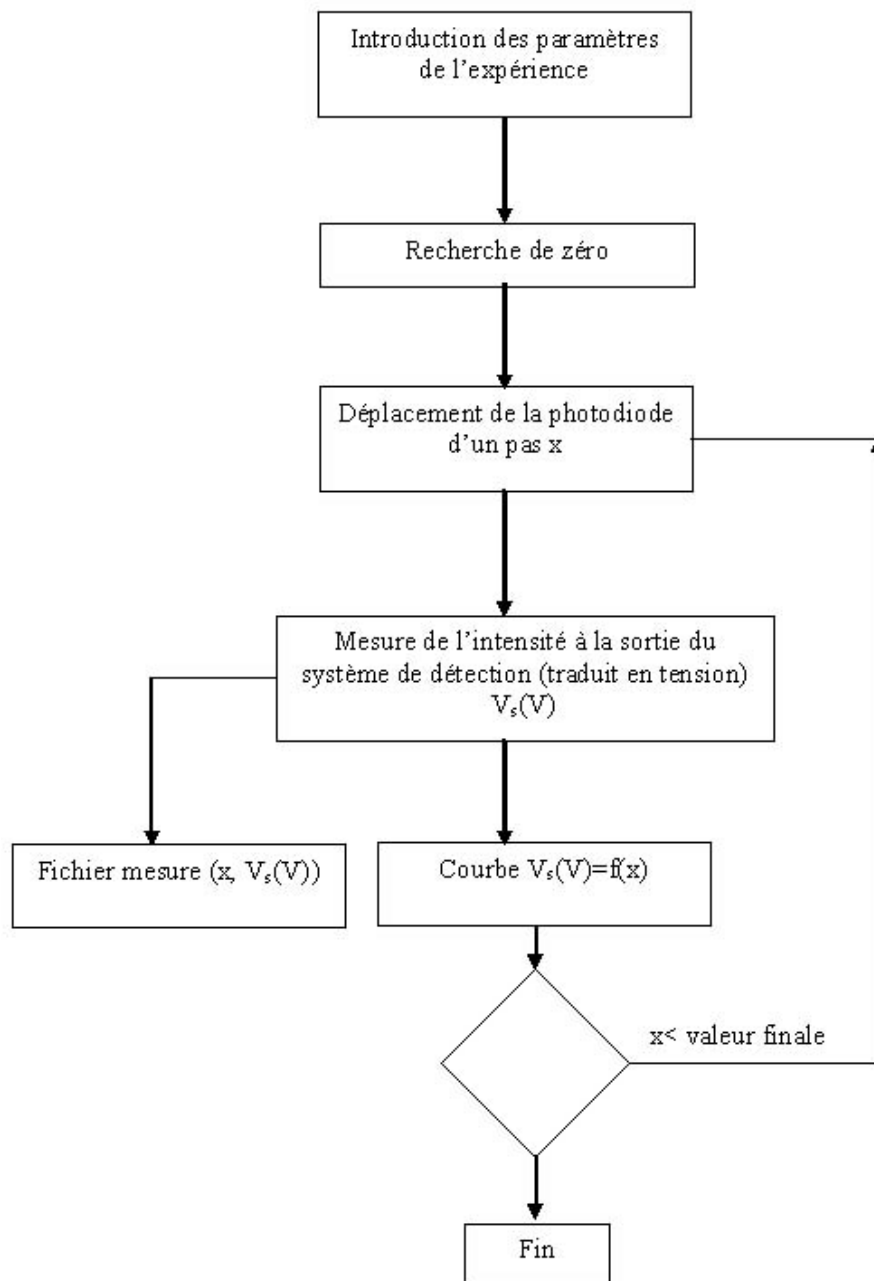 Introduction des paramètres
de l’expérience
Recherche de zéro
Déplacement de la photodiode
d’un pas x
Mesure de l’intensité à la sortie du
système de détection (traduit en tension)
Vₛ(V)
Fichier mesure (x, Vₛ(V))
Courbe Vₛ(V)=f(x)
x< valeur finale
Fin